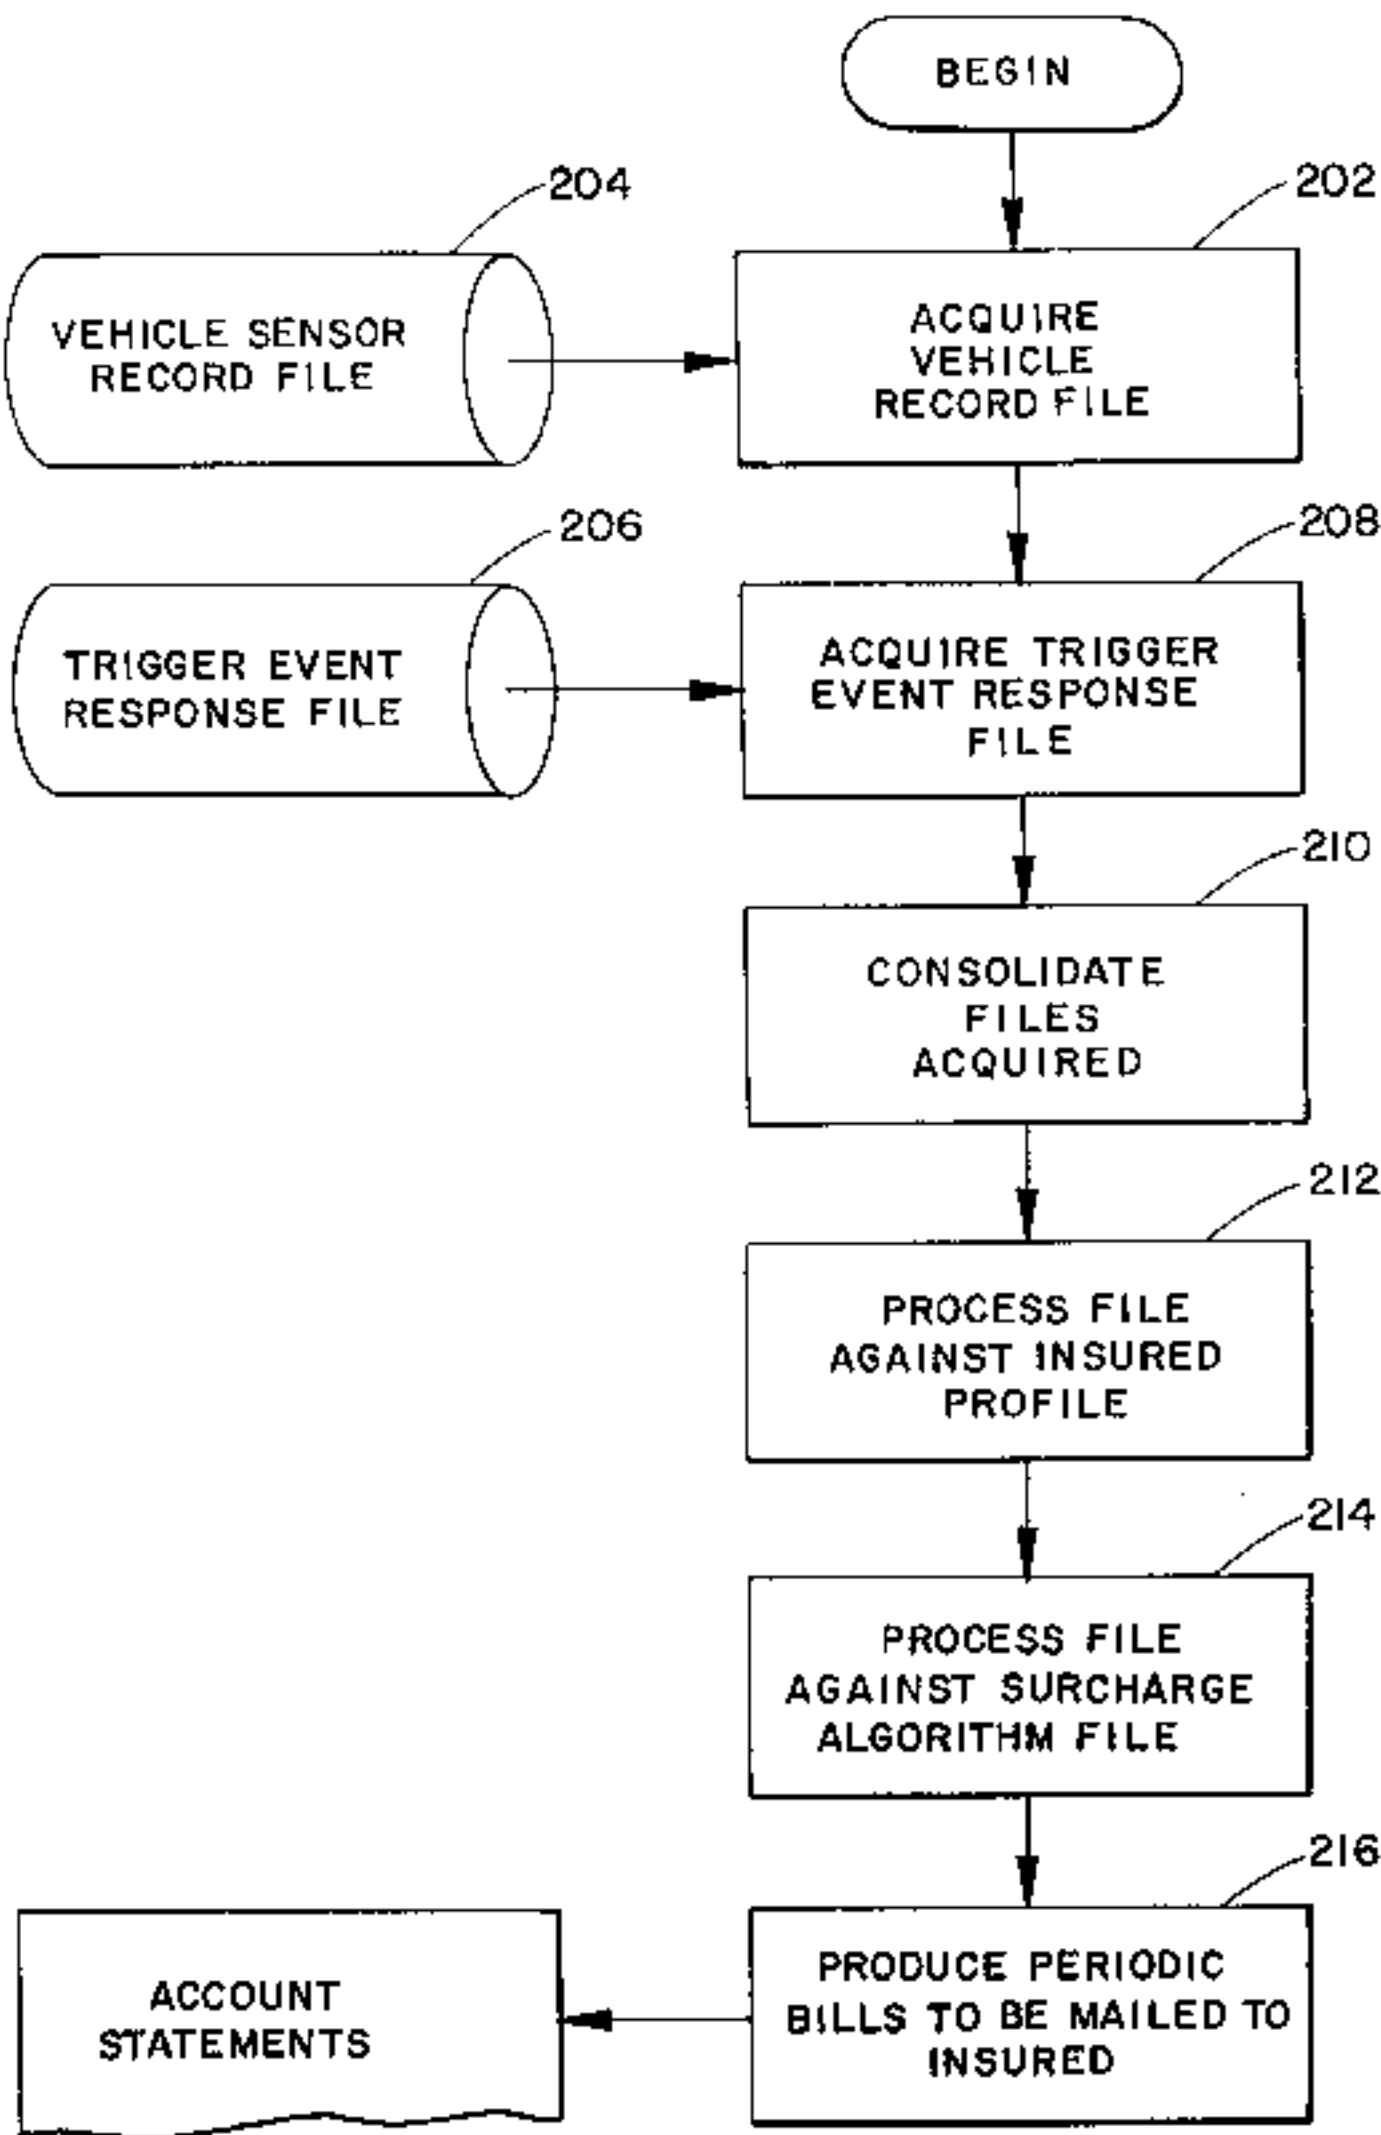 BEGIN
204
202
VEHICLE SENSOR
RECORD FILE
ACQUIRE
VEHICLE
RECORD FILE
206
208
TRIGGER EVENT
RESPONSE FILE
ACQUIRE TRIGGER
EVENT RESPONSE
FILE
210
CONSOLIDATE
FILES
ACQUIRED
212
PROCESS FILE
AGAINST INSURED
PROFILE
214
PROCESS FILE
AGAINST SURCHARGE
ALGORITHM FILE
216
PRODUCE PERIODIC
BILLS TO BE MAILED TO
INSURED
ACCOUNT
STATEMENTS